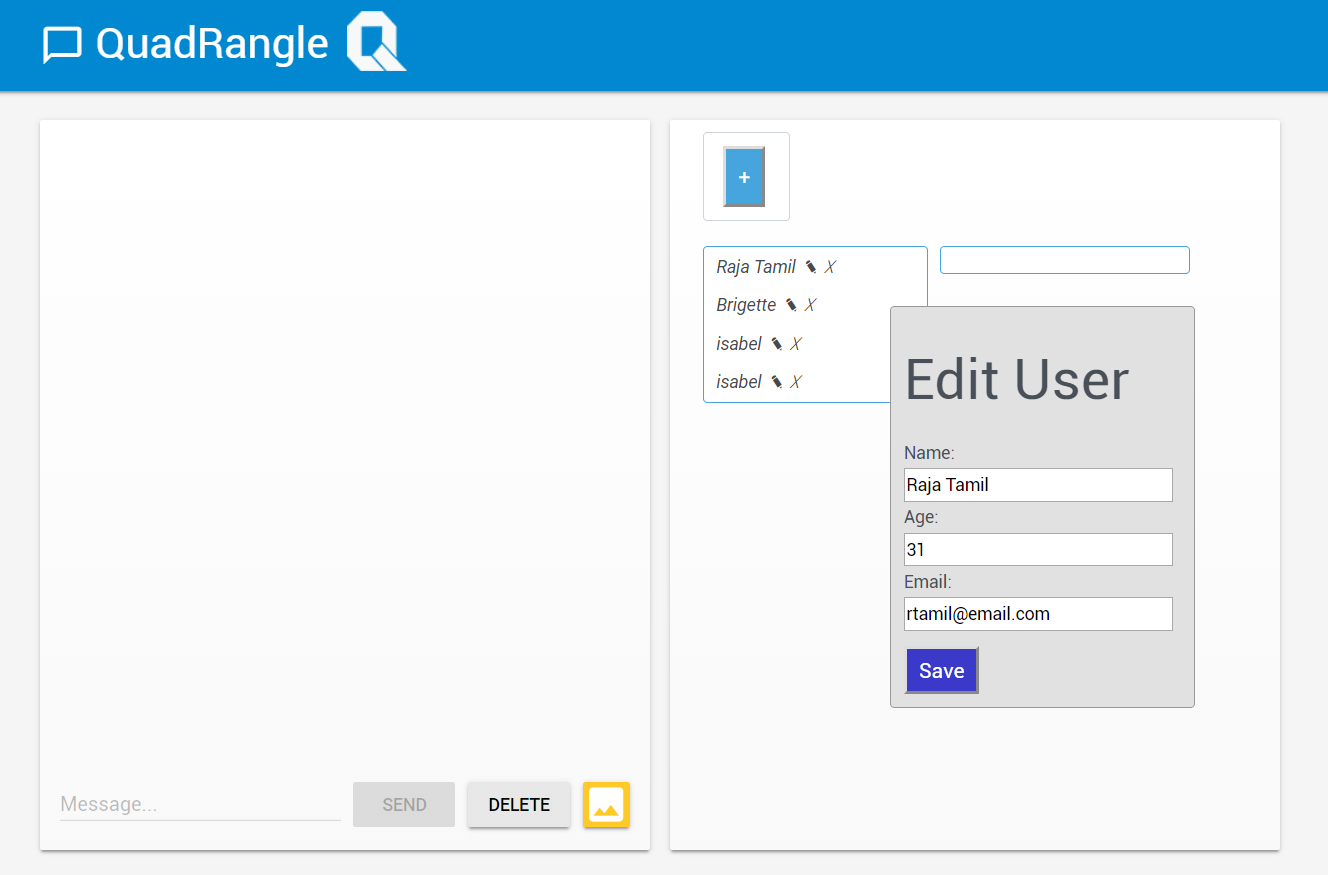 QuadRangle
+
Raja Tamil X
Brigette X
isabel X
isabel X
Edit User
Name:
Raja Tamil
Age:
31
Email:
rtamil@email.com
Save
Message... SEND DELETE